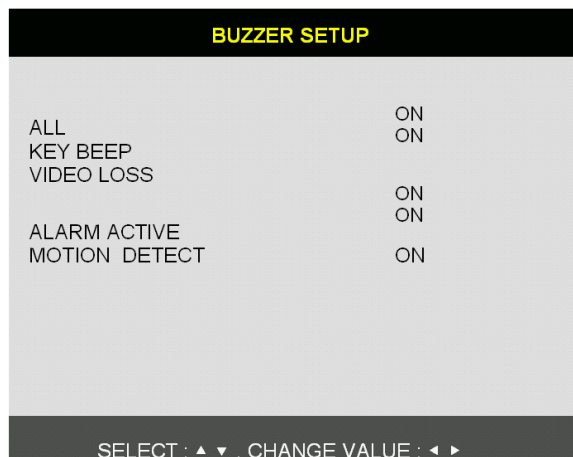 BUZZER SETUP
ALL ON
KEY BEEP ON
VIDEO LOSS ON
ALARM ACTIVE ON
MOTION  DETECT ON
SELECT : ▲ ▼ . CHANGE VALUE : ◄ ►